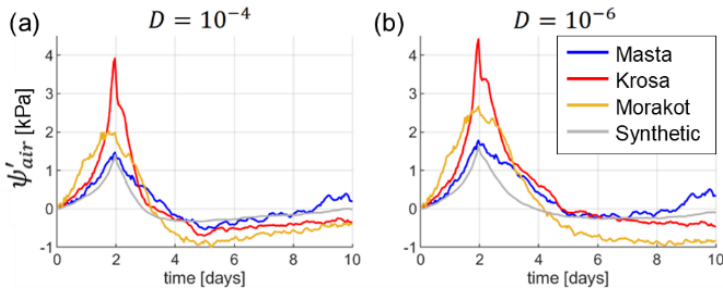 (a) D = 10⁻⁴
(b) D = 10⁻⁶
ψ′air [kPa]
4
3
2
1
0
-1
0 2 4 6 8 10
time [days]
4
3
2
1
0
-1
0 2 4 6 8 10
time [days]
Masta
Krosa
Morakot
Synthetic